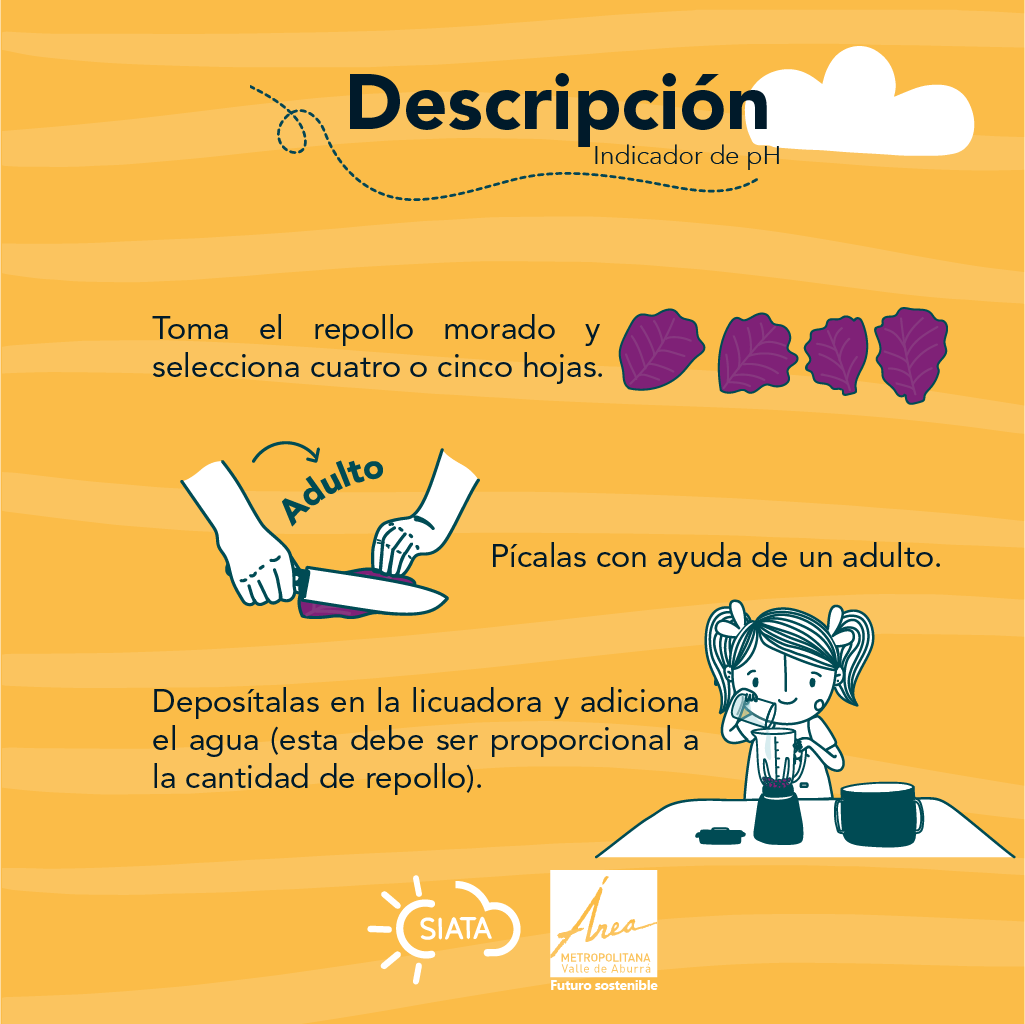 Descripción
Indicador de pH
Toma el repollo morado y
selecciona cuatro o cinco hojas.
Adulto
Pícalas con ayuda de un adulto.
Deposítalas en la licuadora y adiciona
el agua (esta debe ser proporcional a
la cantidad de repollo).
SIATA
Área
METROPOLITANA
Valle de Aburrá
Futuro sostenible